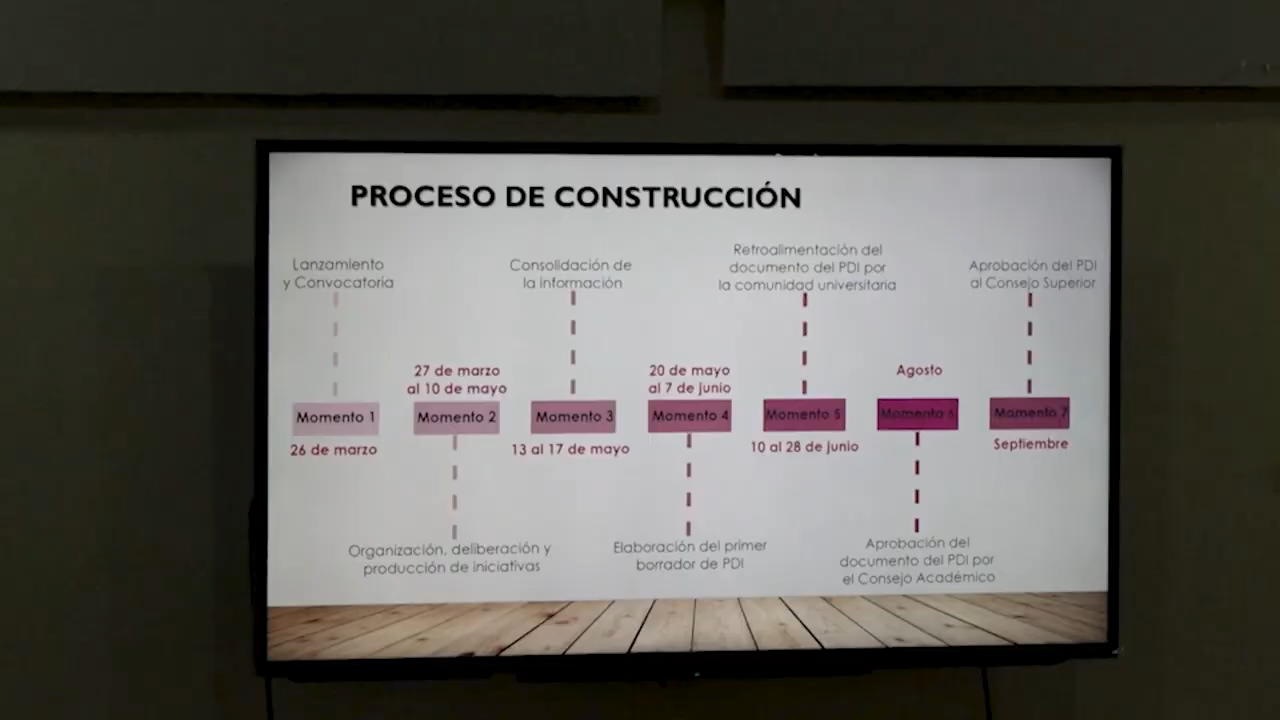 PROCESO DE CONSTRUCCIÓN
Lanzamiento
y Convocatoria
Momento 1
26 de marzo
27 de marzo
al 10 de mayo
Momento 2
Organización, deliberación y
producción de iniciativas
Consolidación de
la información
Momento 3
13 al 17 de mayo
20 de mayo
al 7 de junio
Momento 4
Elaboración del primer
borrador de PDI
Retroalimentación del
documento del PDI por
la comunidad universitaria
Momento 5
10 al 28 de junio
Agosto
Momento 6
Aprobación del
documento del PDI por
el Consejo Académico
Aprobación del PDI
al Consejo Superior
Momento 7
Septiembre